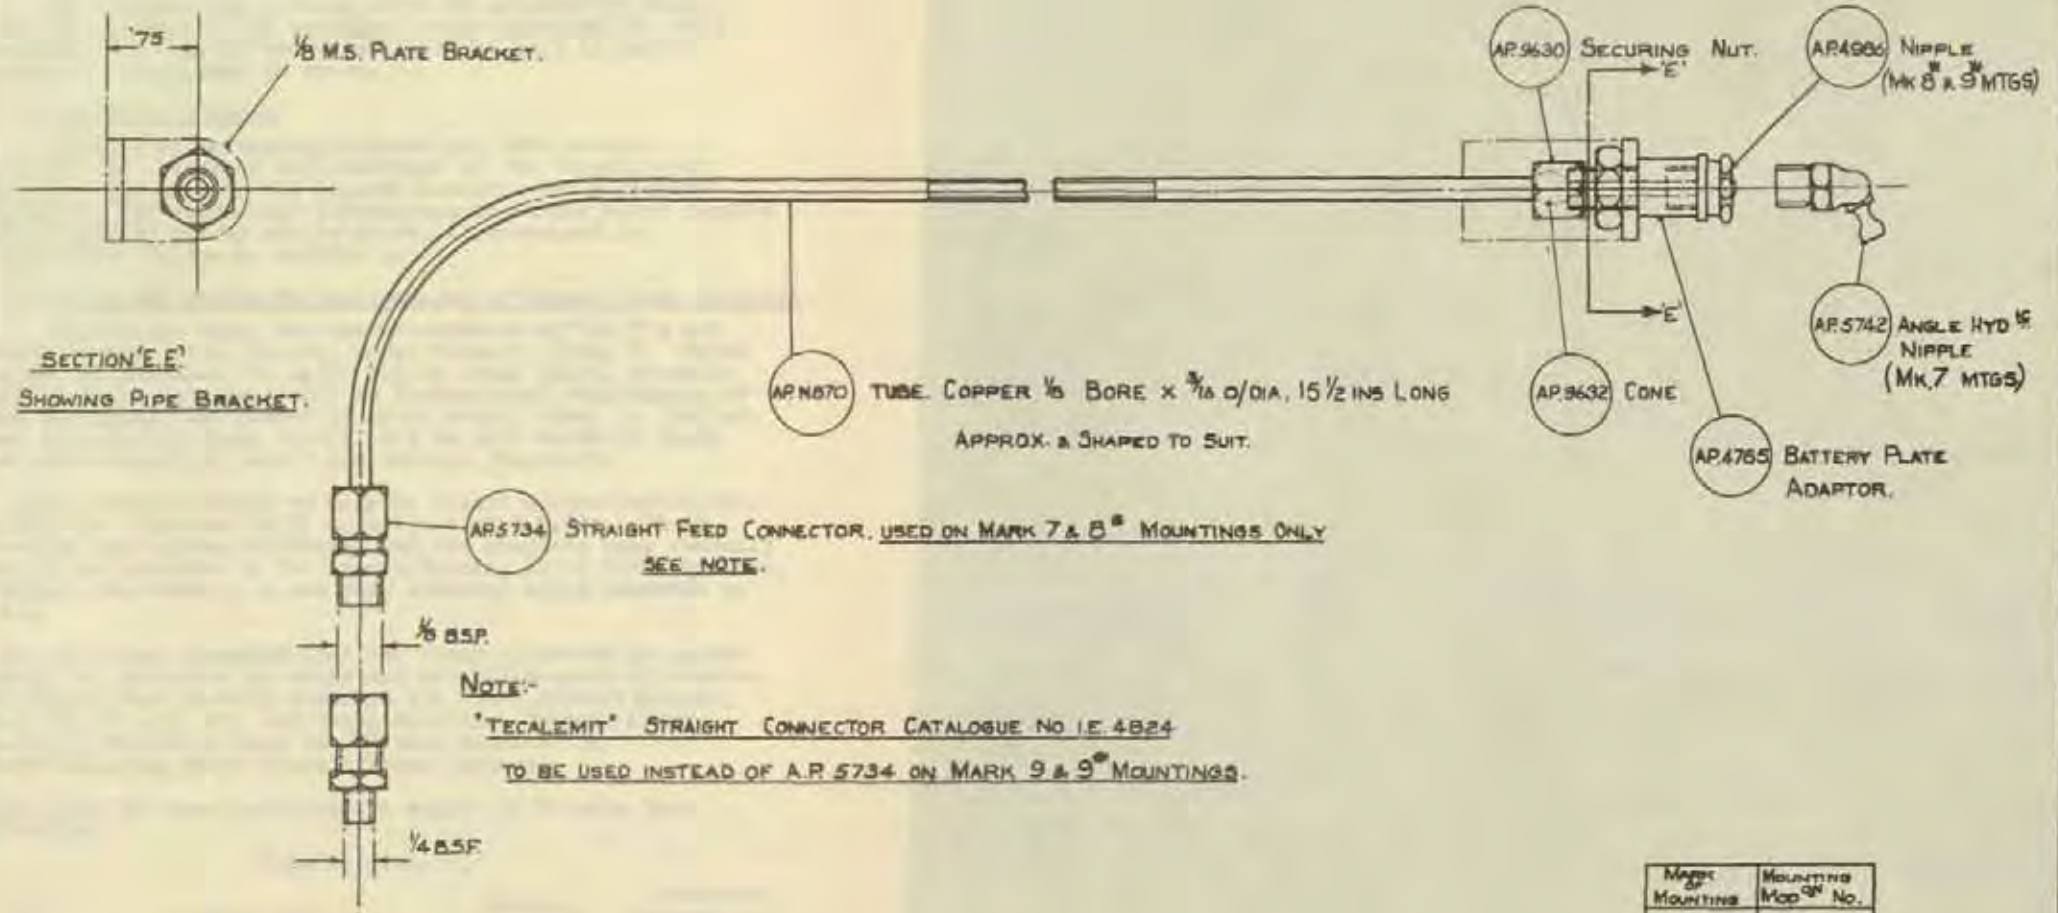 '75
1/8 M.S. PLATE BRACKET.
SECTION 'E.E'
SHOWING PIPE BRACKET.
AP.9630 SECURING NUT.
'E'
AP.4986 NIPPLE
(MK 8* & 9* MTGS)
'E'
AP.5742 ANGLE HYDIC
NIPPLE
(MK.7 MTGS)
AP.N870 TUBE. COPPER 1/8 BORE x 3/16 O/DIA, 15 1/2 INS LONG
APPROX. & SHAPED TO SUIT.
AP.9632 CONE
AP.4765 BATTERY PLATE
ADAPTOR.
AP.5734 STRAIGHT FEED CONNECTOR. USED ON MARK 7 & 8* MOUNTINGS ONLY
SEE NOTE.
1/8 B.S.P.
NOTE:-
"TECALEMIT" STRAIGHT CONNECTOR CATALOGUE No I.E. 4824
TO BE USED INSTEAD OF A.P. 5734 ON MARK 9 & 9* MOUNTINGS.
1/4 B.S.F.
MARK OF MOUNTING
MOUNTING MODON No.